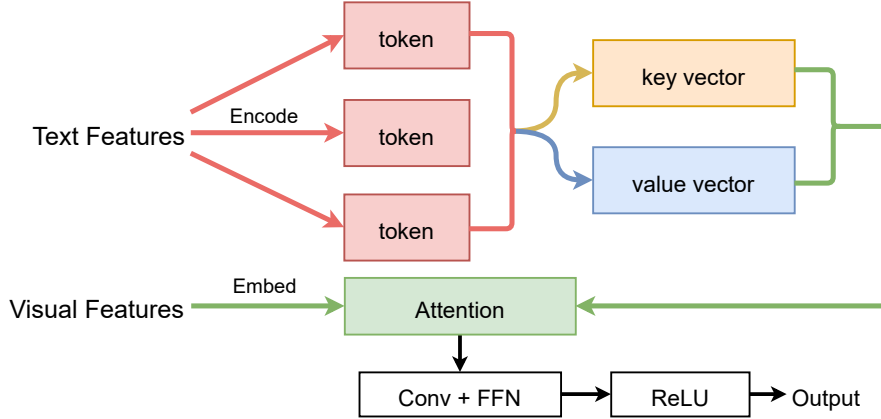 token
key vector
Encode
Text Features
token
value vector
token
Embed
Visual Features
Attention
Conv + FFN
ReLU
Output